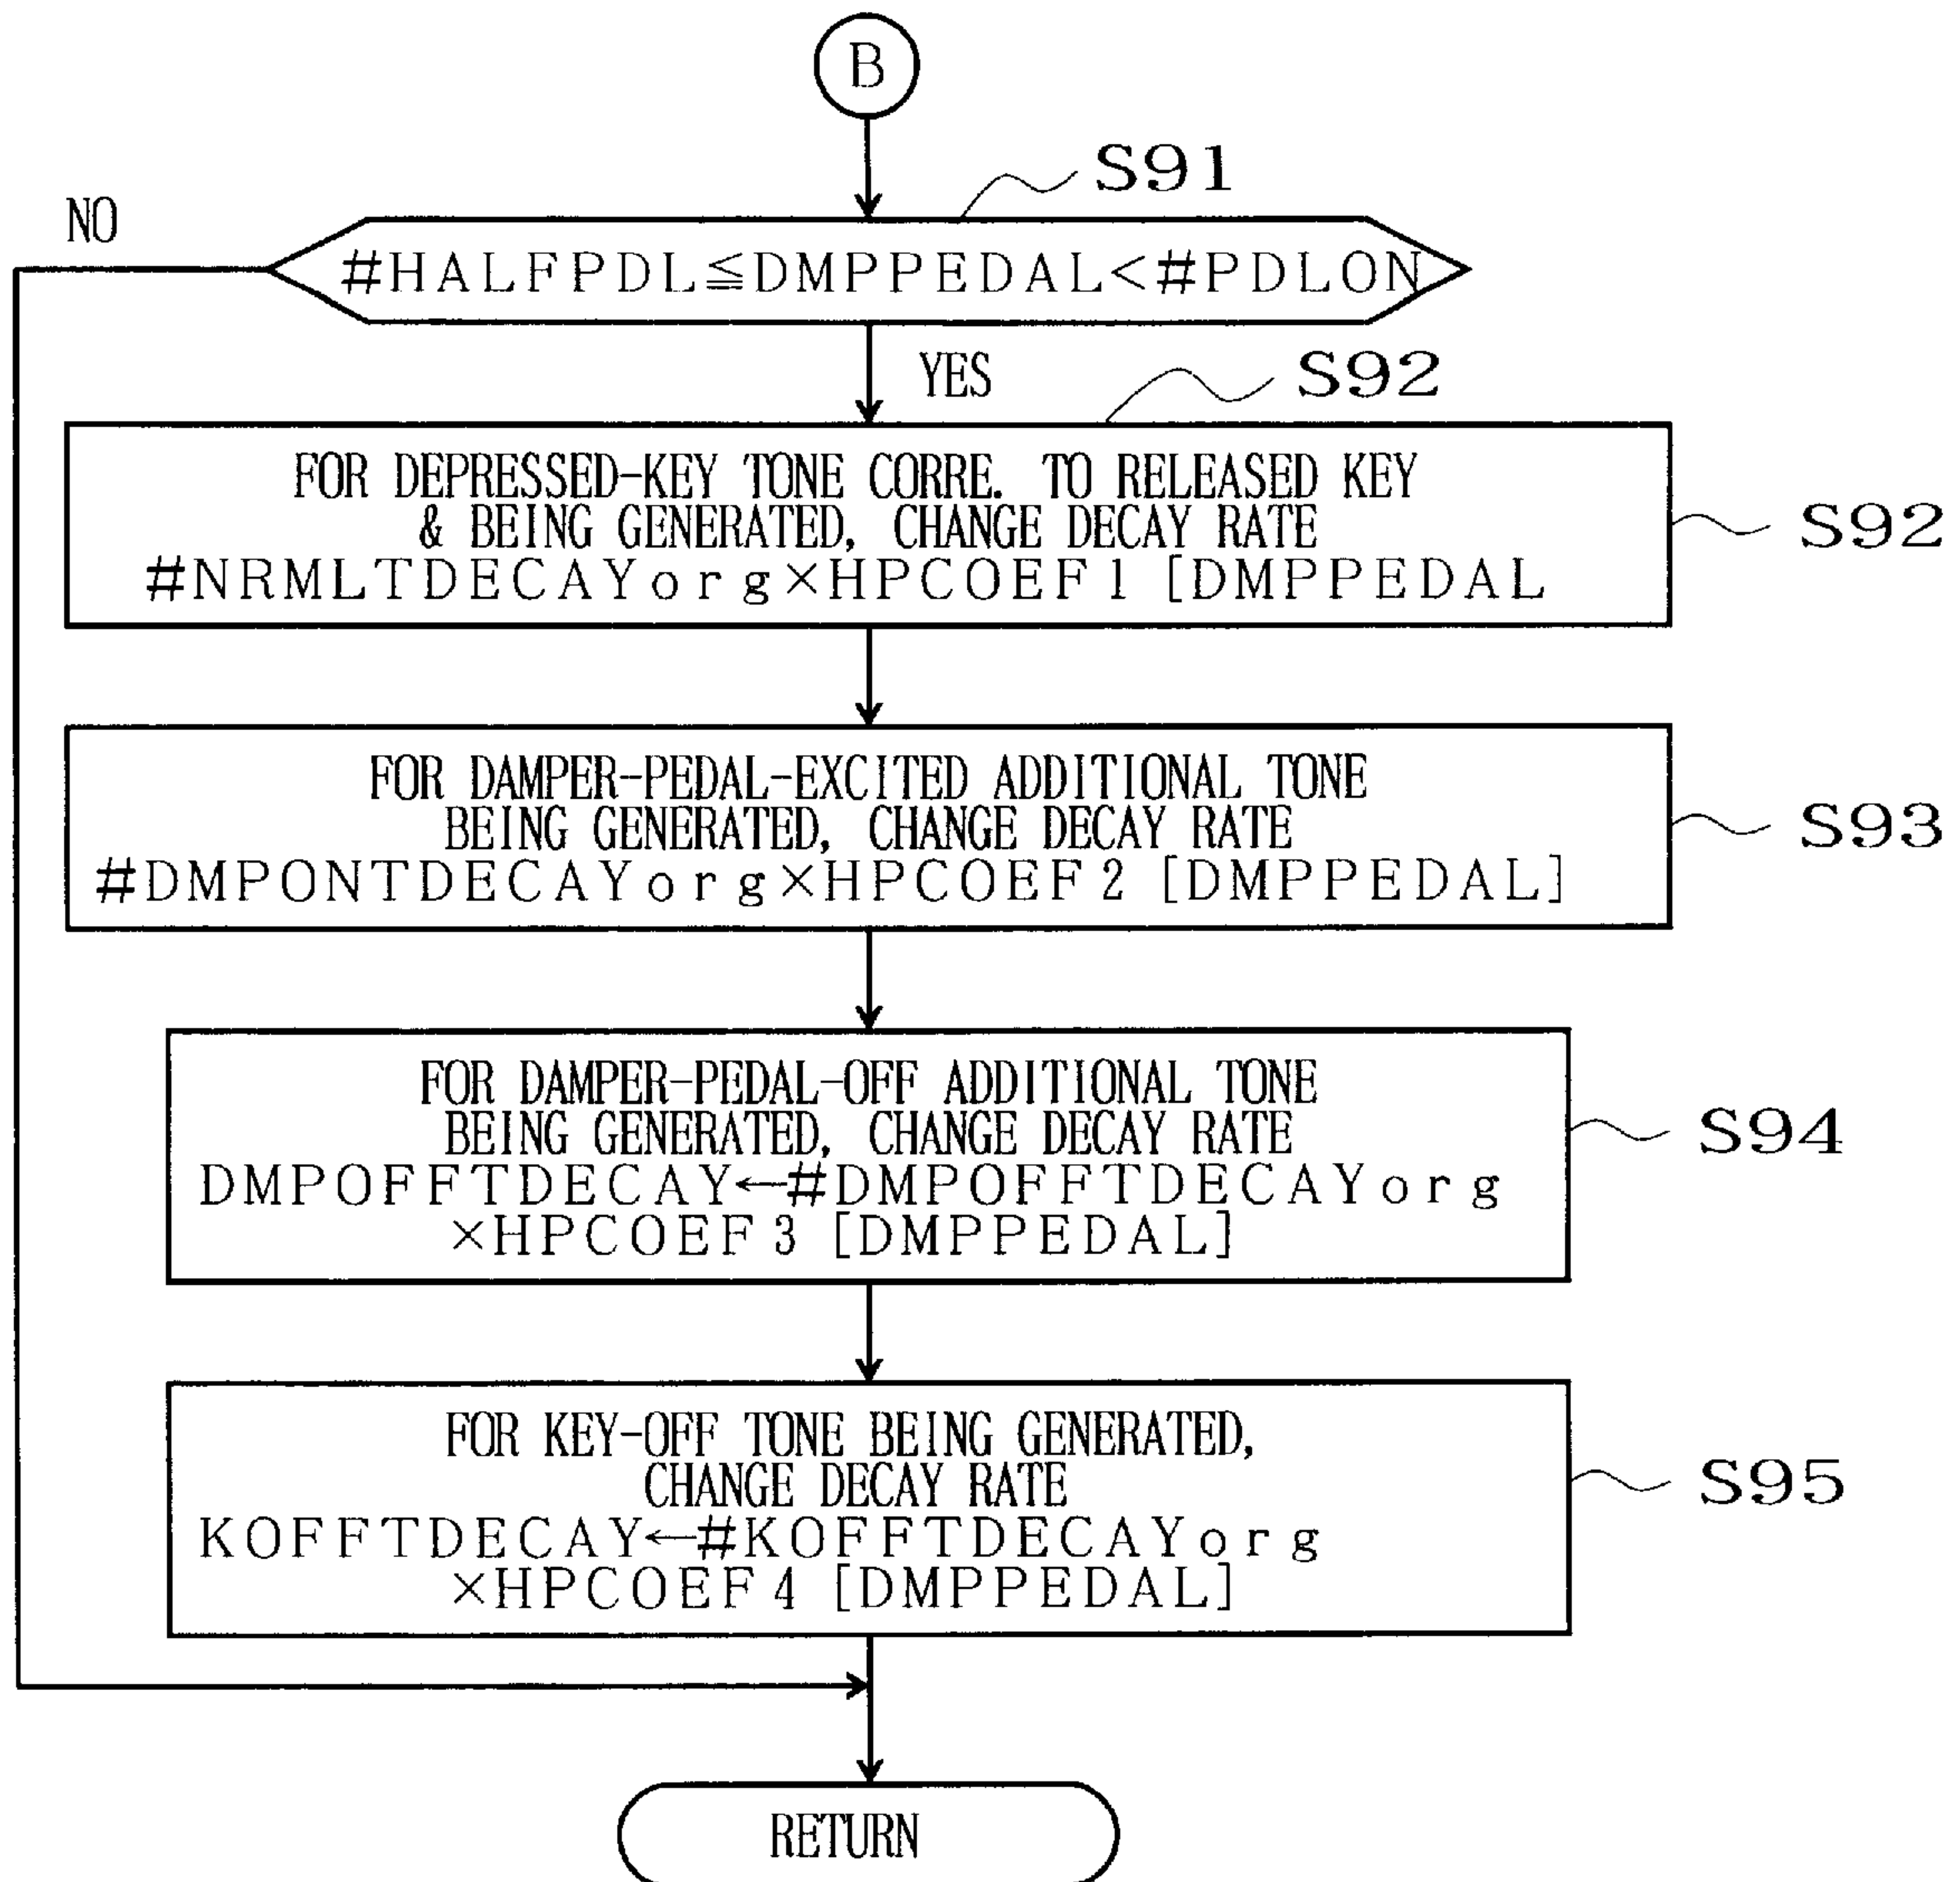 B
S91
NO
#HALFPDL≦DMPPEDAL<#PDLON
YES
S92
FOR DEPRESSED-KEY TONE CORRE. TO RELEASED KEY
& BEING GENERATED, CHANGE DECAY RATE
#NRMLTDECAYorg×HPCOEF1 [DMPPEDAL
S92
FOR DAMPER-PEDAL-EXCITED ADDITIONAL TONE
BEING GENERATED, CHANGE DECAY RATE
#DMPONTDECAYorg×HPCOEF2 [DMPPEDAL]
S93
FOR DAMPER-PEDAL-OFF ADDITIONAL TONE
BEING GENERATED, CHANGE DECAY RATE
DMPOFFTDECAY←#DMPOFFTDECAYorg
×HPCOEF3 [DMPPEDAL]
S94
FOR KEY-OFF TONE BEING GENERATED,
CHANGE DECAY RATE
KOFFTDECAY←#KOFFTDECAYorg
×HPCOEF4 [DMPPEDAL]
S95
RETURN